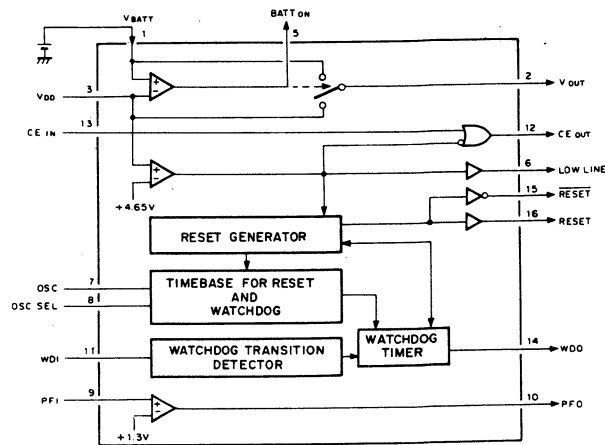 VBATT
BATT ON
1
5
+
-
3
VDD
2
VOUT
13
CE IN
12
CE OUT
+
-
6
LOW LINE
+4.65V
15
RESET
16
RESET
RESET GENERATOR
7
OSC
8
OSC SEL
TIMEBASE FOR RESET
AND
WATCHDOG
11
WDI
WATCHDOG TRANSITION
DETECTOR
WATCHDOG
TIMER
14
WDO
9
PFI
+
-
10
PFO
+1.3V